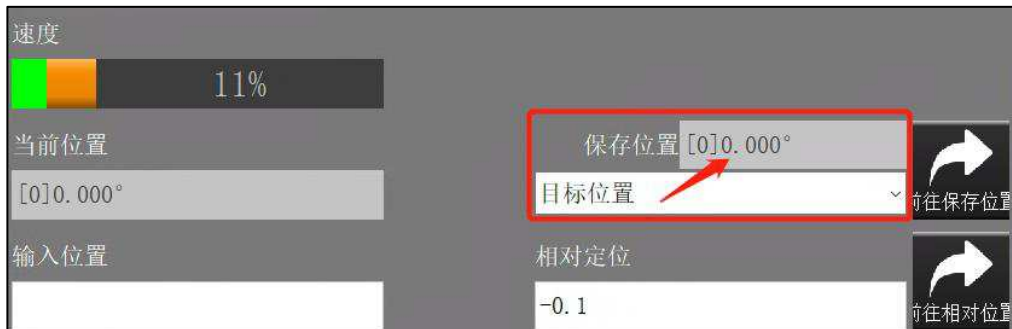 速度
11%
当前位置
保存位置 [0]0.000°
[0]0.000°
目标位置
前往保存位置
输入位置
相对定位
-0.1
前往相对位置